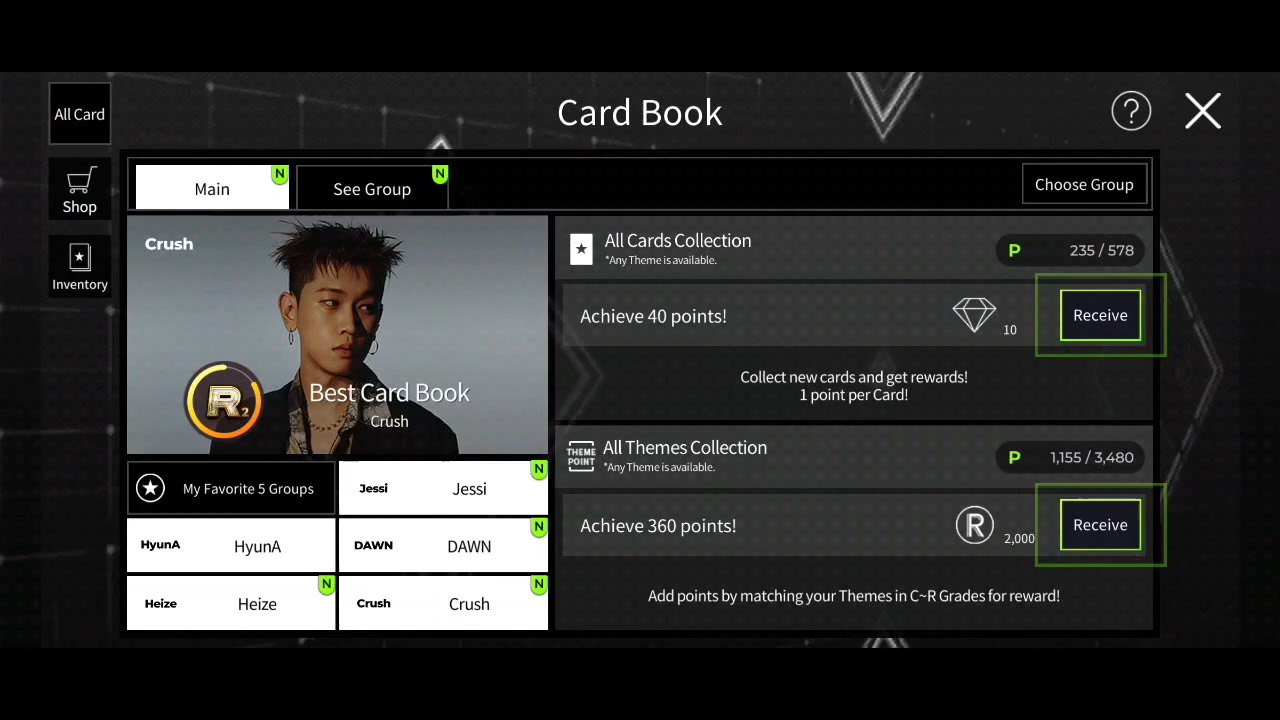 Card Book
?
All Card
Shop
Inventory
Main
N
See Group
N
Choose Group
Crush
R2
Best Card Book
Crush
My Favorite 5 Groups
Jessi
Jessi
N
HyunA
HyunA
DAWN
DAWN
N
Heize
Heize
N
Crush
Crush
N
All Cards Collection
*Any Theme is available.
P 235 / 578
Achieve 40 points!
10
Receive
Collect new cards and get rewards!
1 point per Card!
THEME
POINT
All Themes Collection
*Any Theme is available.
P 1,155 / 3,480
Achieve 360 points!
R
2,000
Receive
Add points by matching your Themes in C~R Grades for reward!